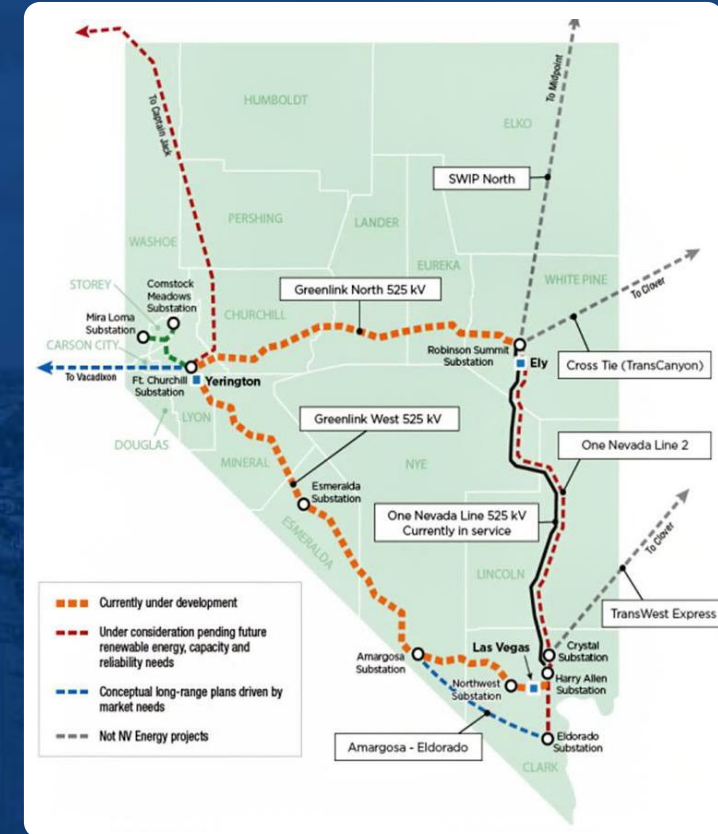 To Captain Jack
HUMBOLDT
To Midpoint
ELKO
SWIP North
PERSHING
LANDER
WASHOE
EUREKA
WHITE PINE
STOREY
Comstock
Meadows
Substation
Greenlink North 525 kV
To Clover
Mira Loma
Substation
CHURCHILL
CARSON CITY
Robinson Summit
Substation
Ely
Cross Tie (TransCanyon)
To Vacadixon
Ft. Churchill
Substation
Yerington
LYON
Greenlink West 525 kV
DOUGLAS
One Nevada Line 2
MINERAL
NYE
Esmeralda
Substation
One Nevada Line 525 kV
Currently in service
ESMERALDA
To Clover
LINCOLN
TransWest Express
Currently under development
Under consideration pending future
renewable energy, capacity and
reliability needs
Conceptual long-range plans driven by
market needs
Not NV Energy projects
Amargosa
Substation
Las Vegas
Crystal
Substation
Northwest
Substation
Harry Allen
Substation
Amargosa - Eldorado
Eldorado
Substation
CLARK